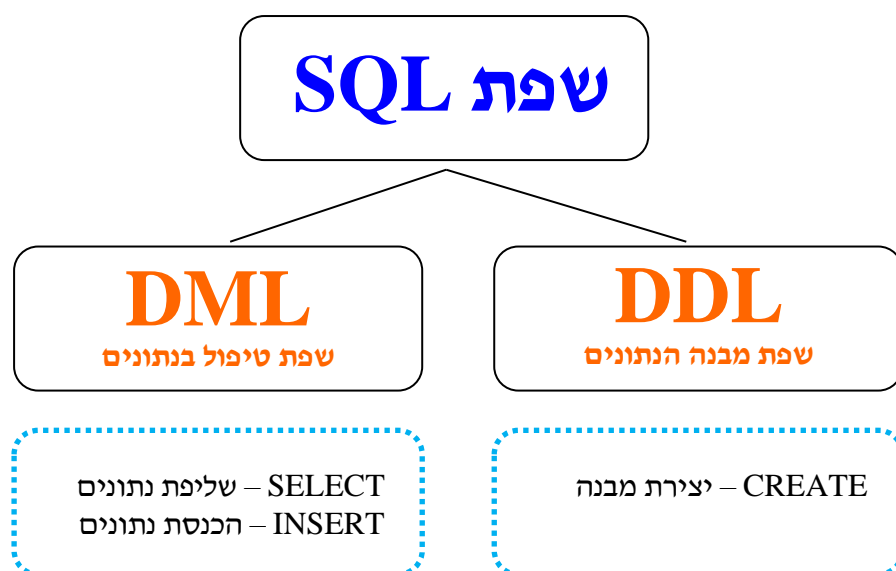 שפת SQL
DDL
שפת מבנה הנתונים
CREATE – יצירת מבנה
DML
שפת טיפול בנתונים
SELECT – שליפת נתונים
INSERT – הכנסת נתונים